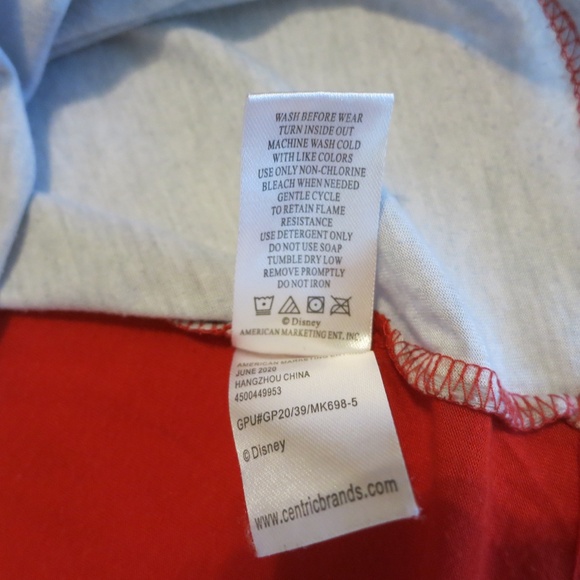 WASH BEFORE WEAR
TURN INSIDE OUT
MACHINE WASH COLD
WITH LIKE COLORS
USE ONLY NON-CHLORINE
BLEACH WHEN NEEDED
GENTLE CYCLE
TO RETAIN FLAME
RESISTANCE
USE DETERGENT ONLY
DO NOT USE SOAP
TUMBLE DRY LOW
REMOVE PROMPTLY
DO NOT IRON
© Disney
AMERICAN MARKETING ENT, INC
AMERICAN MARKETING
JUNE 2020
HANGZHOU CHINA
4500449953
GPU#GP20/39/MK698-5
© Disney
www.centricbrands.com